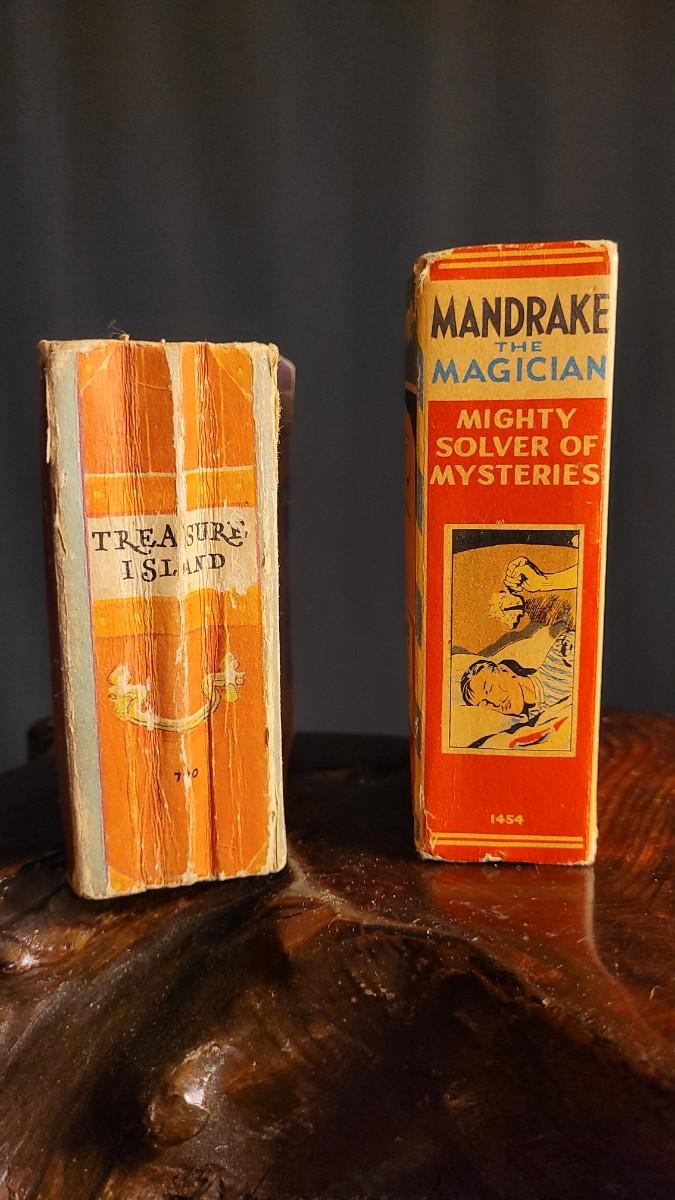 TREASURE
ISLAND
MANDRAKE
THE
MAGICIAN
MIGHTY
SOLVER OF
MYSTERIES
1454